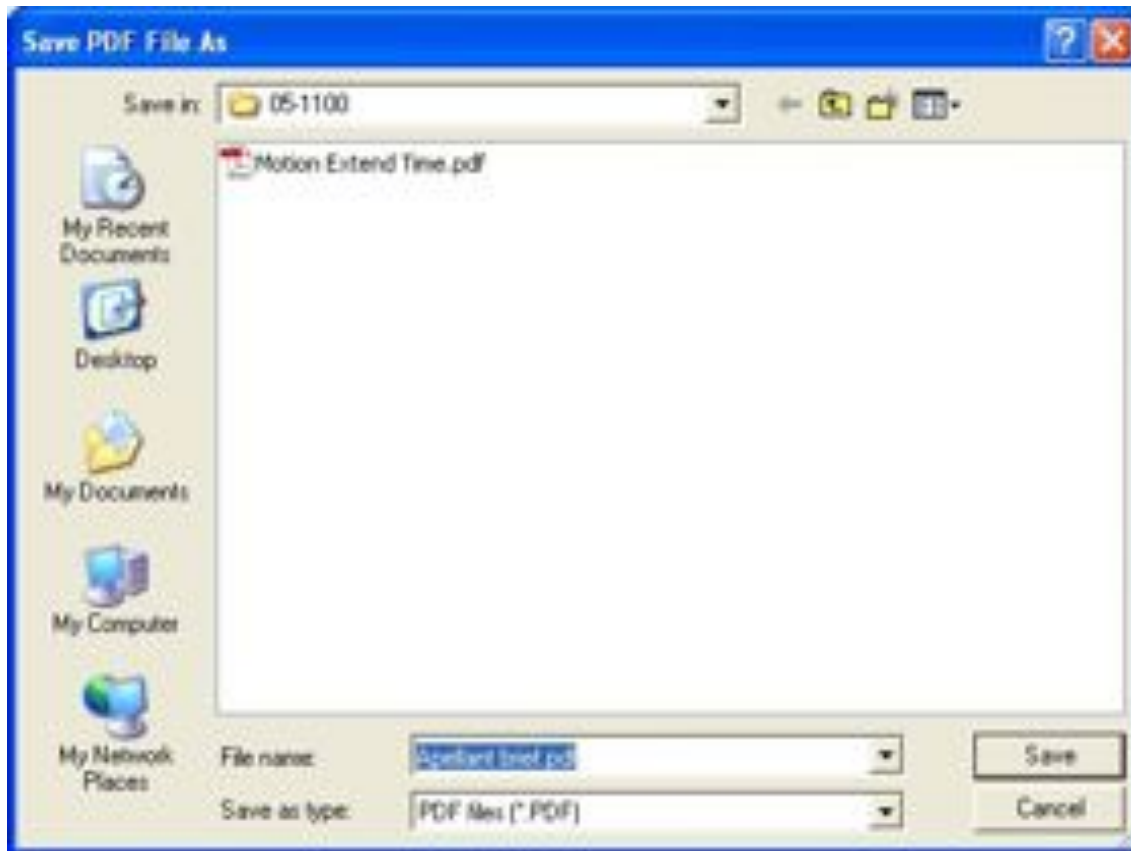 Save PDF File As
Save in: 05-1100
Motion Extend Time.pdf
My Recent
Documents
Desktop
My Documents
My Computer
My Network
Places
File name: brief.pdf
Save
Save as type: PDF files (*.PDF)
Cancel